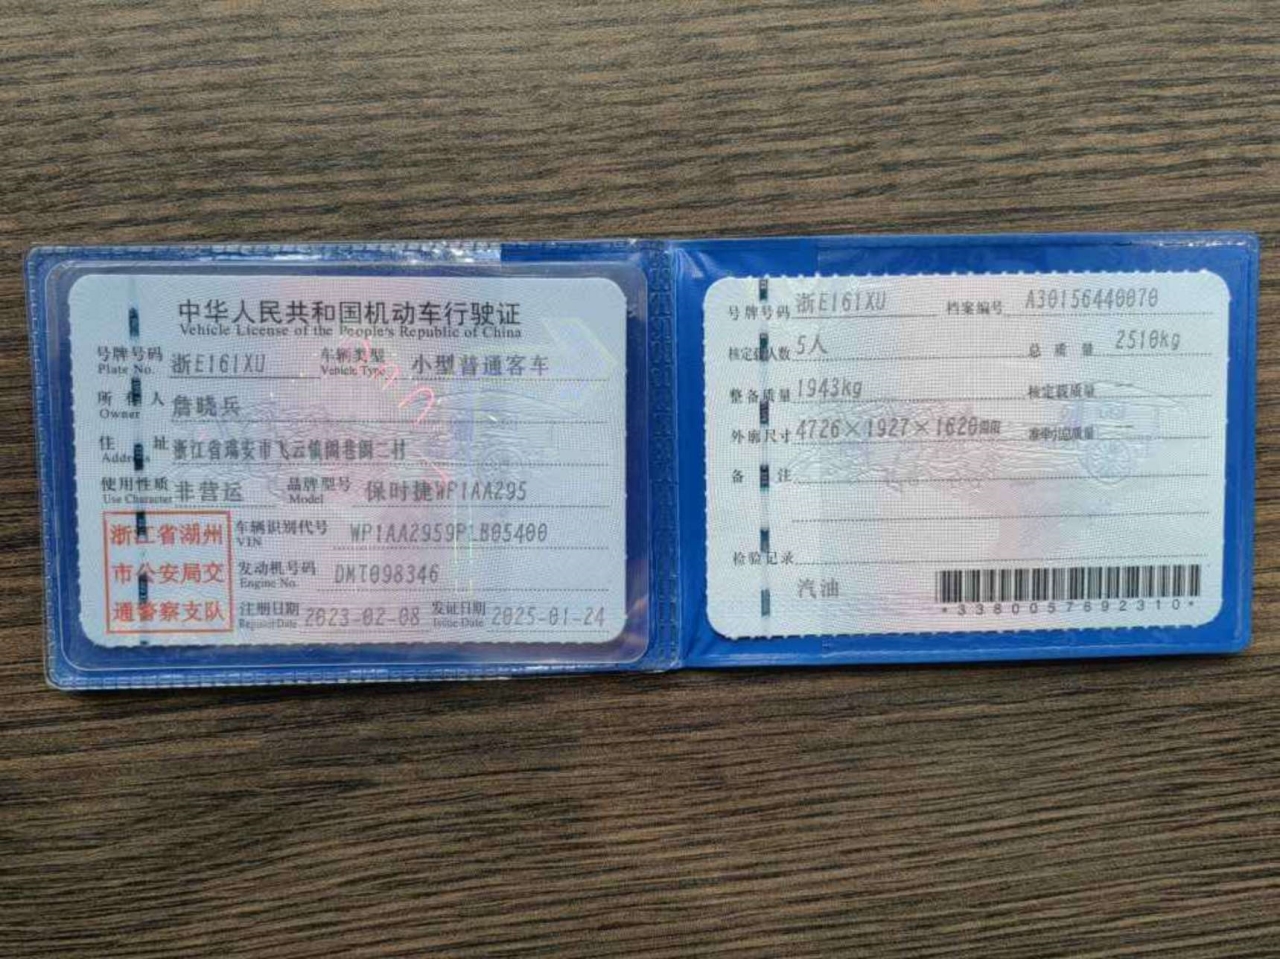 中华人民共和国机动车行驶证
Vehicle License of the People's Republic of China
号牌号码 浙E161XU 车辆类型 小型普通客车
Plate No. Vehicle Type
所有人 詹晓兵
Owner
住址 浙江省瑞安市飞云镇阁巷阁二村
Address
使用性质 非营运 品牌型号 保时捷WP1AA295
Use Character Model
浙江省湖州
市公安局交
通警察支队
车辆识别代号 WP1AA2959PLB05400
VIN
发动机号码 DMT098346
Engine No.
注册日期 2023-02-08 发证日期 2025-01-24
Register Date Issue Date
号牌号码 浙E161XU 档案编号 A30156440070
核定载人数 5人 总质量 2510kg
整备质量 1943kg 核定载质量 --
外廓尺寸 4726×1927×1620mm 准牵引总质量 --
备注
检验记录
汽油
*3380057692310*